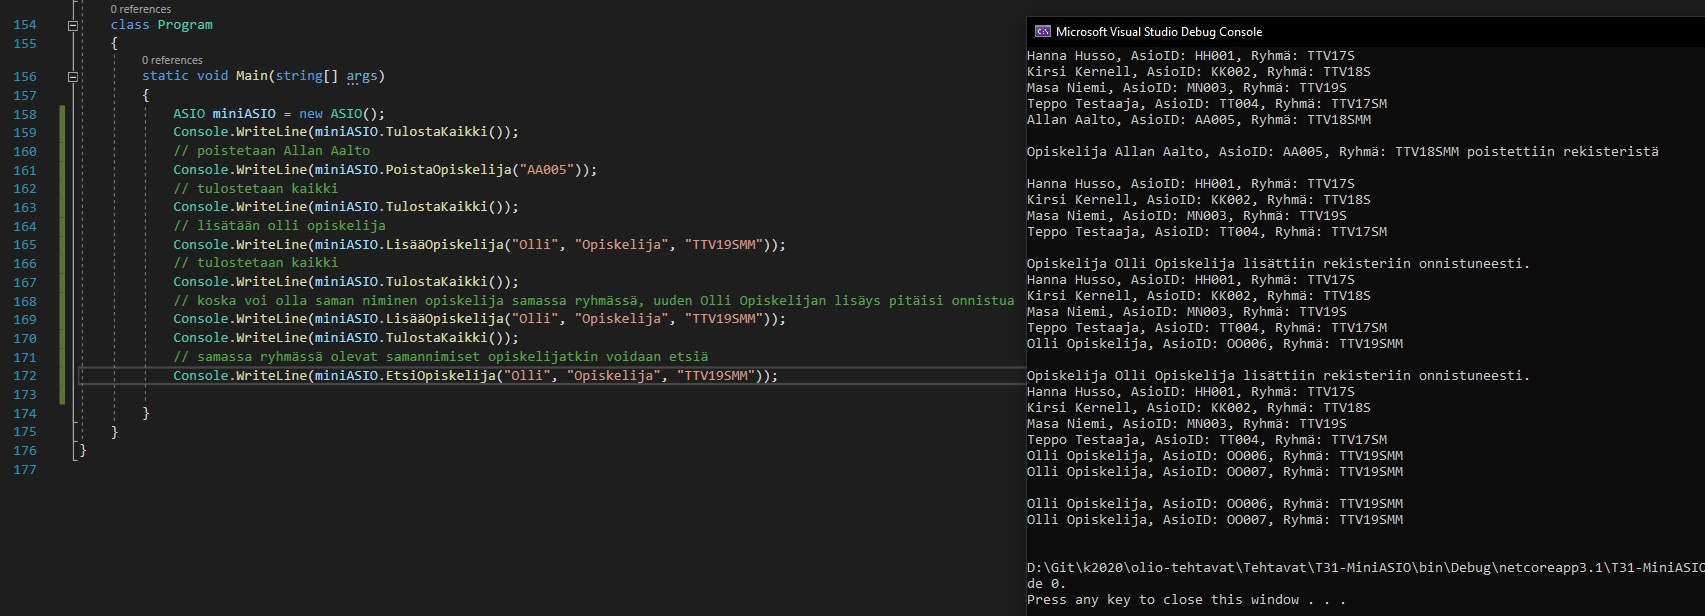 0 references
154 class Program
155 {
0 references
156 static void Main(string[] args)
157 {
158 ASIO miniASIO = new ASIO();
159 Console.WriteLine(miniASIO.TulostaKaikki());
160 // poistetaan Allan Aalto
161 Console.WriteLine(miniASIO.PoistaOpiskelija("AA005"));
162 // tulostetaan kaikki
163 Console.WriteLine(miniASIO.TulostaKaikki());
164 // lisätään olli opiskelija
165 Console.WriteLine(miniASIO.LisääOpiskelija("Olli", "Opiskelija", "TTV19SMM"));
166 // tulostetaan kaikki
167 Console.WriteLine(miniASIO.TulostaKaikki());
168 // koska voi olla saman niminen opiskelija samassa ryhmässä, uuden Olli Opiskelijan lisäys pitäisi onnistua
169 Console.WriteLine(miniASIO.LisääOpiskelija("Olli", "Opiskelija", "TTV19SMM"));
170 Console.WriteLine(miniASIO.TulostaKaikki());
171 // samassa ryhmässä olevat samannimiset opiskelijatkin voidaan etsiä
172 Console.WriteLine(miniASIO.EtsiOpiskelija("Olli", "Opiskelija", "TTV19SMM"));
173
174 }
175 }
176 }
177
Microsoft Visual Studio Debug Console
Hanna Husso, AsioID: HH001, Ryhmä: TTV17S
Kirsi Kernell, AsioID: KK002, Ryhmä: TTV18S
Masa Niemi, AsioID: MN003, Ryhmä: TTV19S
Teppo Testaaja, AsioID: TT004, Ryhmä: TTV17SM
Allan Aalto, AsioID: AA005, Ryhmä: TTV18SMM
Opiskelija Allan Aalto, AsioID: AA005, Ryhmä: TTV18SMM poistettiin rekisteristä
Hanna Husso, AsioID: HH001, Ryhmä: TTV17S
Kirsi Kernell, AsioID: KK002, Ryhmä: TTV18S
Masa Niemi, AsioID: MN003, Ryhmä: TTV19S
Teppo Testaaja, AsioID: TT004, Ryhmä: TTV17SM
Opiskelija Olli Opiskelija lisättiin rekisteriin onnistuneesti.
Hanna Husso, AsioID: HH001, Ryhmä: TTV17S
Kirsi Kernell, AsioID: KK002, Ryhmä: TTV18S
Masa Niemi, AsioID: MN003, Ryhmä: TTV19S
Teppo Testaaja, AsioID: TT004, Ryhmä: TTV17SM
Olli Opiskelija, AsioID: OO006, Ryhmä: TTV19SMM
Opiskelija Olli Opiskelija lisättiin rekisteriin onnistuneesti.
Hanna Husso, AsioID: HH001, Ryhmä: TTV17S
Kirsi Kernell, AsioID: KK002, Ryhmä: TTV18S
Masa Niemi, AsioID: MN003, Ryhmä: TTV19S
Teppo Testaaja, AsioID: TT004, Ryhmä: TTV17SM
Olli Opiskelija, AsioID: OO006, Ryhmä: TTV19SMM
Olli Opiskelija, AsioID: OO007, Ryhmä: TTV19SMM
Olli Opiskelija, AsioID: OO006, Ryhmä: TTV19SMM
Olli Opiskelija, AsioID: OO007, Ryhmä: TTV19SMM
D:\Git\k2020\olio-tehtavat\Tehtavat\T31-MiniASIO\bin\Debug\netcoreapp3.1\T31-MiniASIO
de 0.
Press any key to close this window . . .